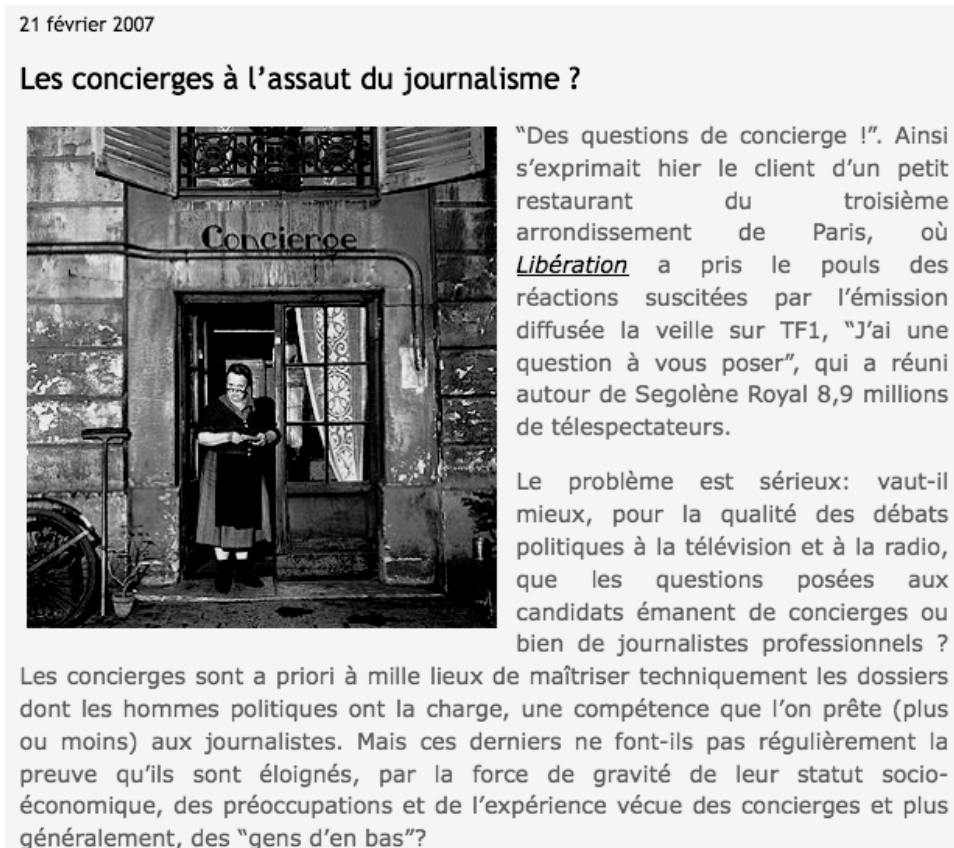 21 février 2007
Les concierges à l’assaut du journalisme ?
Concierge
“Des questions de concierge !”. Ainsi
s’exprimait hier le client d’un petit
restaurant du troisième
arrondissement de Paris, où
Libération a pris le pouls des
réactions suscitées par l’émission
diffusée la veille sur TF1, “J’ai une
question à vous poser”, qui a réuni
autour de Segolène Royal 8,9 millions
de télespectateurs.
Le problème est sérieux: vaut-il
mieux, pour la qualité des débats
politiques à la télévision et à la radio,
que les questions posées aux
candidats émanent de concierges ou
bien de journalistes professionnels ?
Les concierges sont a priori à mille lieux de maîtriser techniquement les dossiers
dont les hommes politiques ont la charge, une compétence que l’on prête (plus
ou moins) aux journalistes. Mais ces derniers ne font-ils pas régulièrement la
preuve qu’ils sont éloignés, par la force de gravité de leur statut socio-
économique, des préoccupations et de l’expérience vécue des concierges et plus
généralement, des “gens d’en bas”?